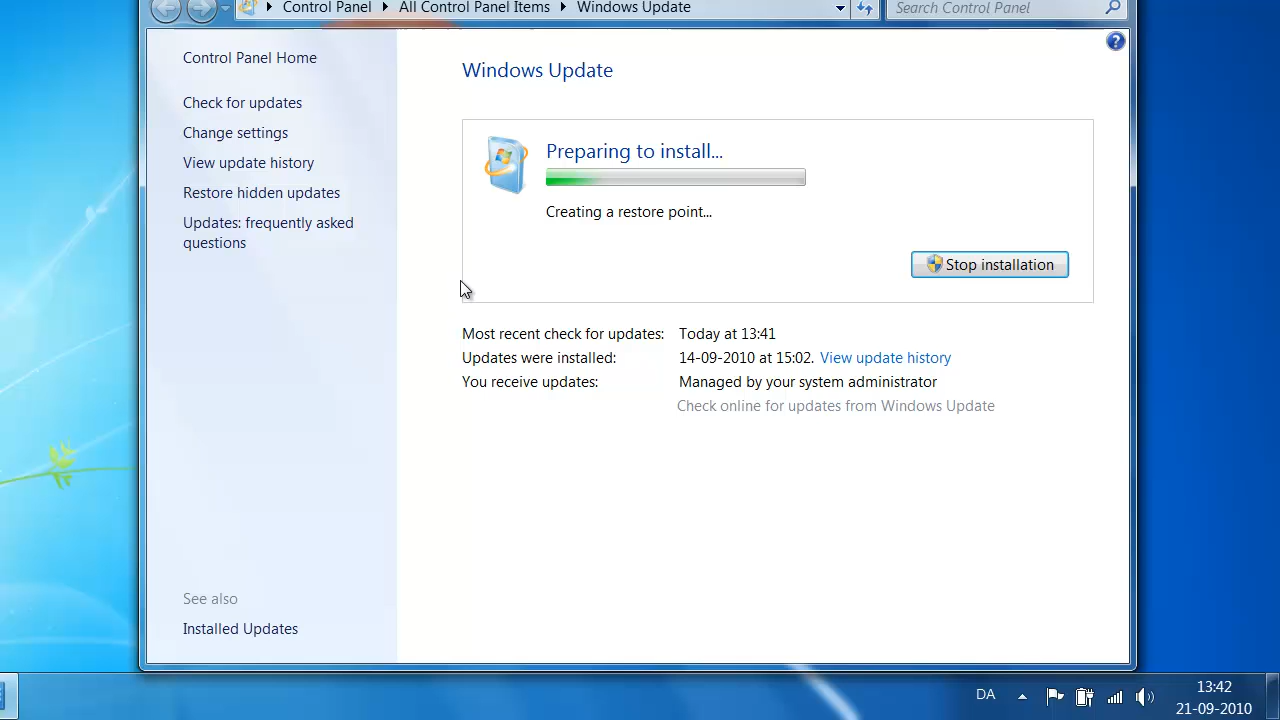 Control Panel All Control Panel Items Windows Update Search Control Panel
Control Panel Home
Check for updates
Change settings
View update history
Restore hidden updates
Updates: frequently asked
questions
See also
Installed Updates
Windows Update
Preparing to install...
Creating a restore point...
Stop installation
Most recent check for updates: Today at 13:41
Updates were installed: 14-09-2010 at 15:02. View update history
You receive updates: Managed by your system administrator
Check online for updates from Windows Update
DA
13:42
21-09-2010